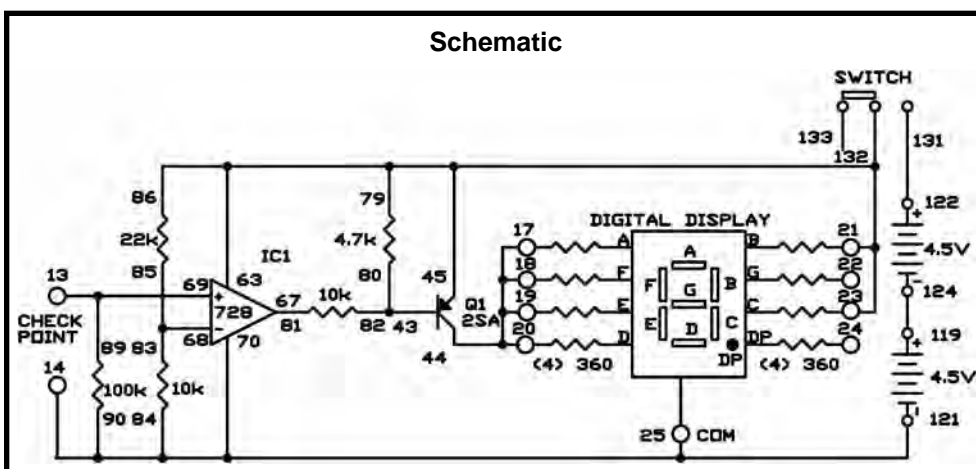 Schematic
SWITCH
133
132
131
86
79
122
+
17
DIGITAL DISPLAY
21
22k
IC1
4.7k
A
A
B
4.5V
18
22
13
85
69
+
63
80
45
F
F
G
B
G
-
728
67
10k
Q1
2SA
19
23
124
CHECK
POINT
68
-
70
81
82
43
E
E
D
C
C
20
24
119
+
14
89
83
44
D
DP
DP
100k
10k
(4) 360
(4) 360
4.5V
90
84
-
25
COM
121